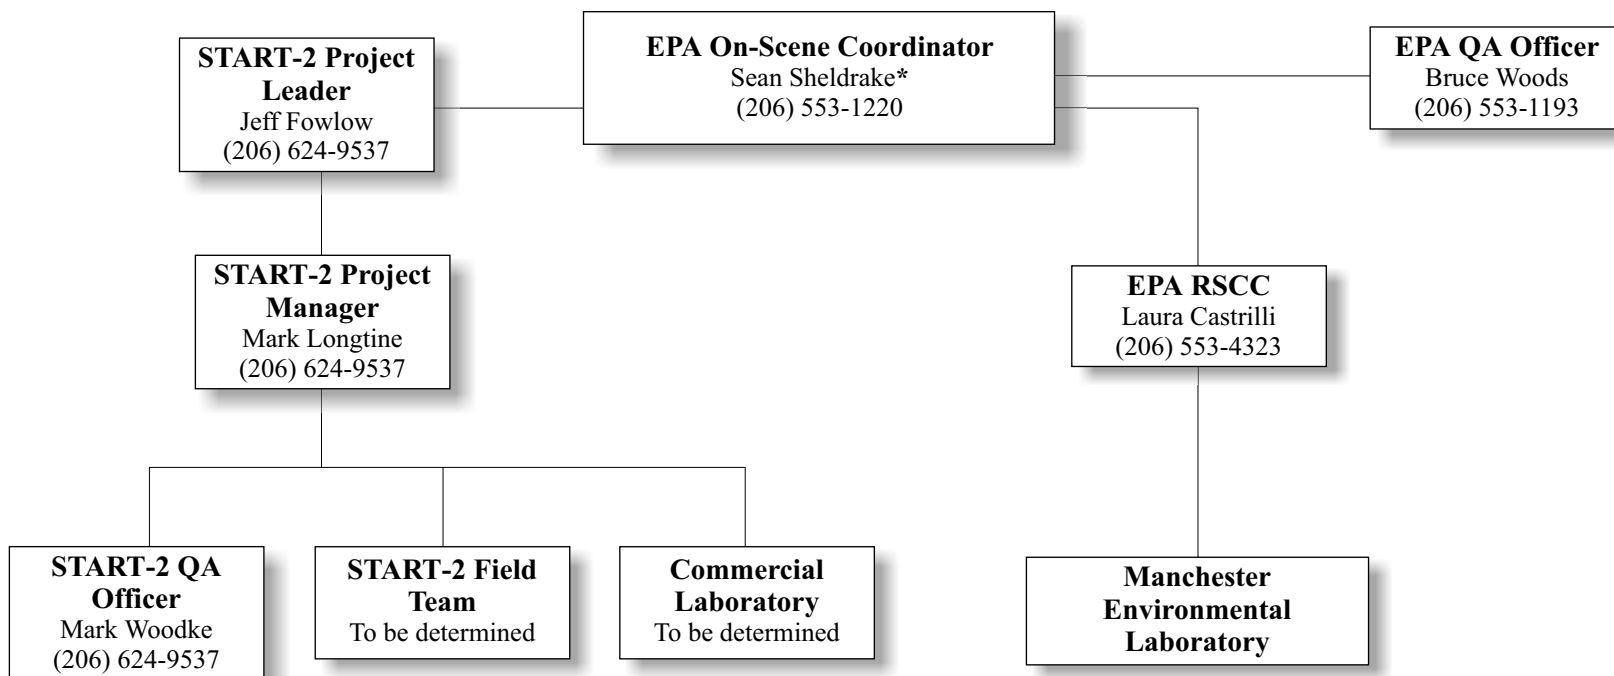 START-2 Project
Leader
Jeff Fowlow
(206) 624-9537
EPA On-Scene Coordinator
Sean Sheldrake*
(206) 553-1220
EPA QA Officer
Bruce Woods
(206) 553-1193
START-2 Project
Manager
Mark Longtine
(206) 624-9537
EPA RSCC
Laura Castrilli
(206) 553-4323
START-2 QA
Officer
Mark Woodke
(206) 624-9537
START-2 Field
Team
To be determined
Commercial
Laboratory
To be determined
Manchester
Environmental
Laboratory